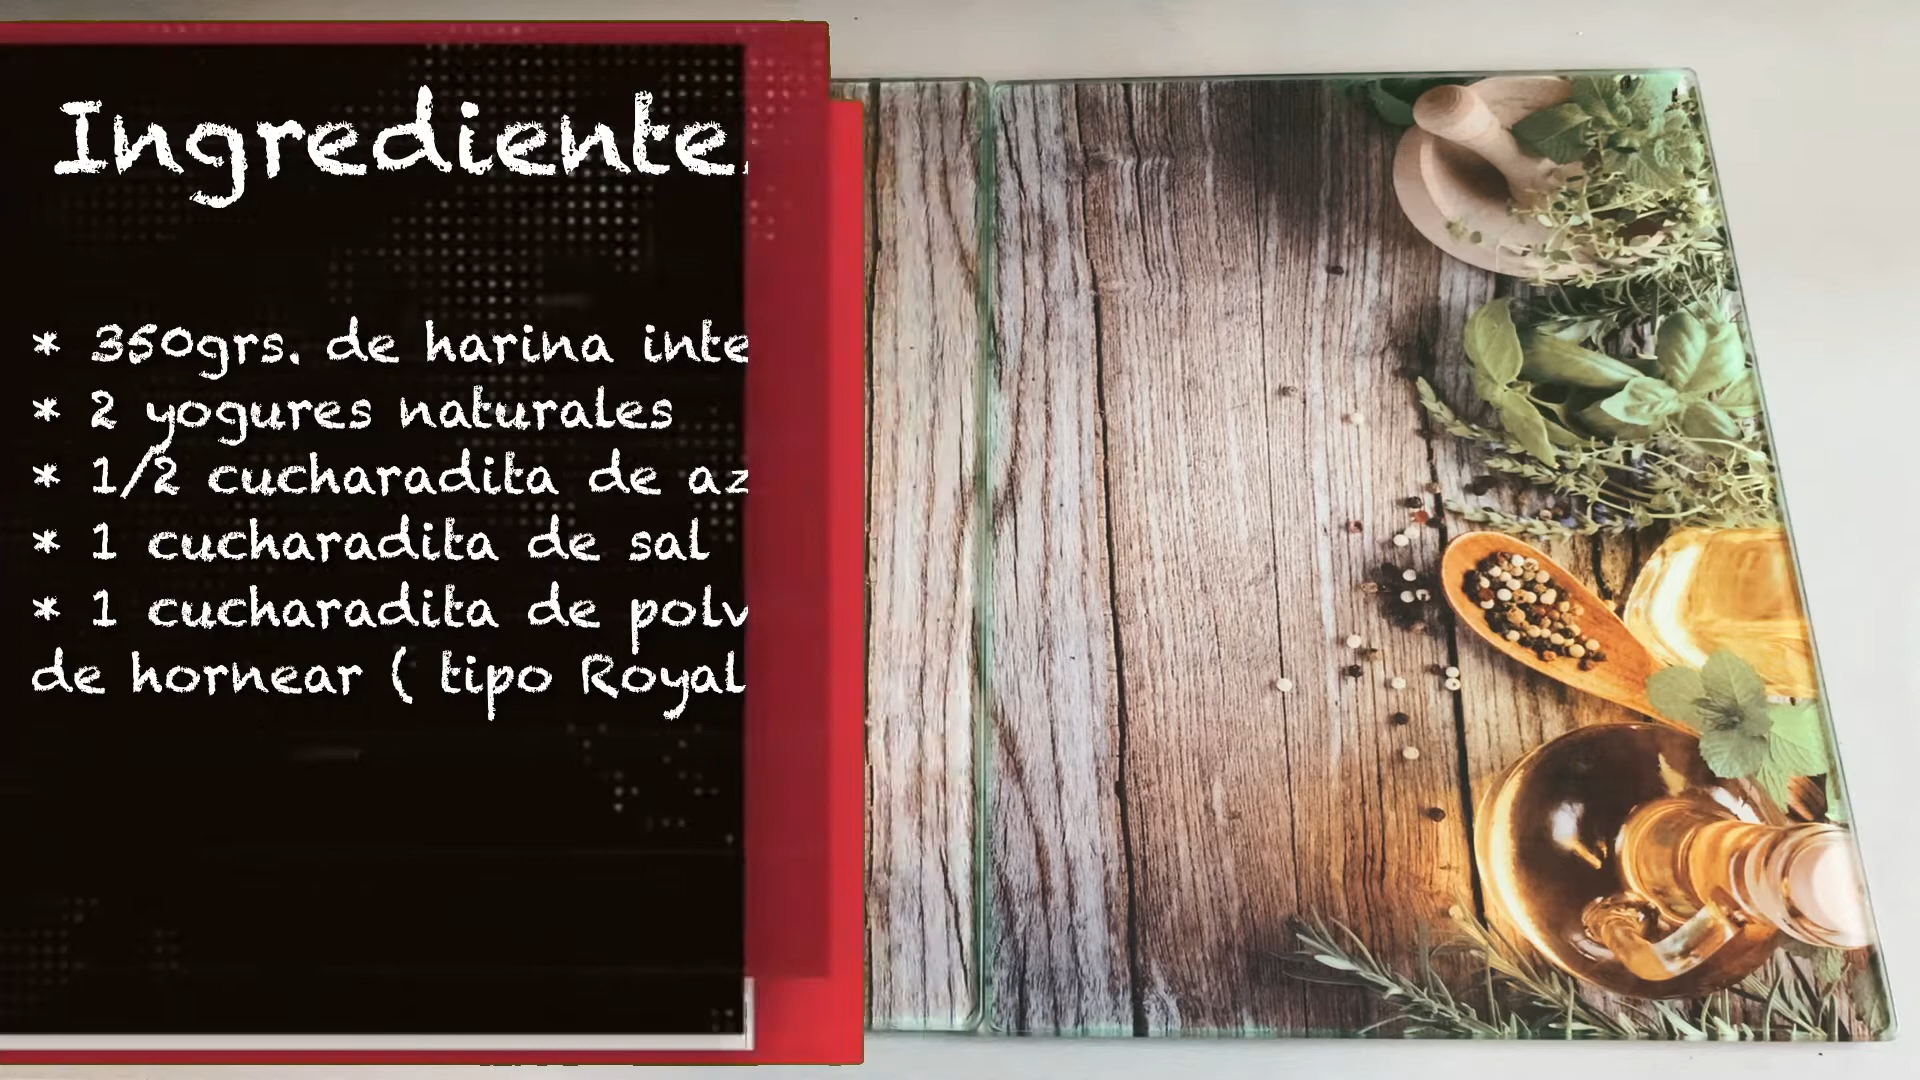 Ingrediente
* 350grs. de harina inte
* 2 yogures naturales
* 1/2 cucharadita de az
* 1 cucharadita de sal
* 1 cucharadita de polv
de hornear ( tipo Royal